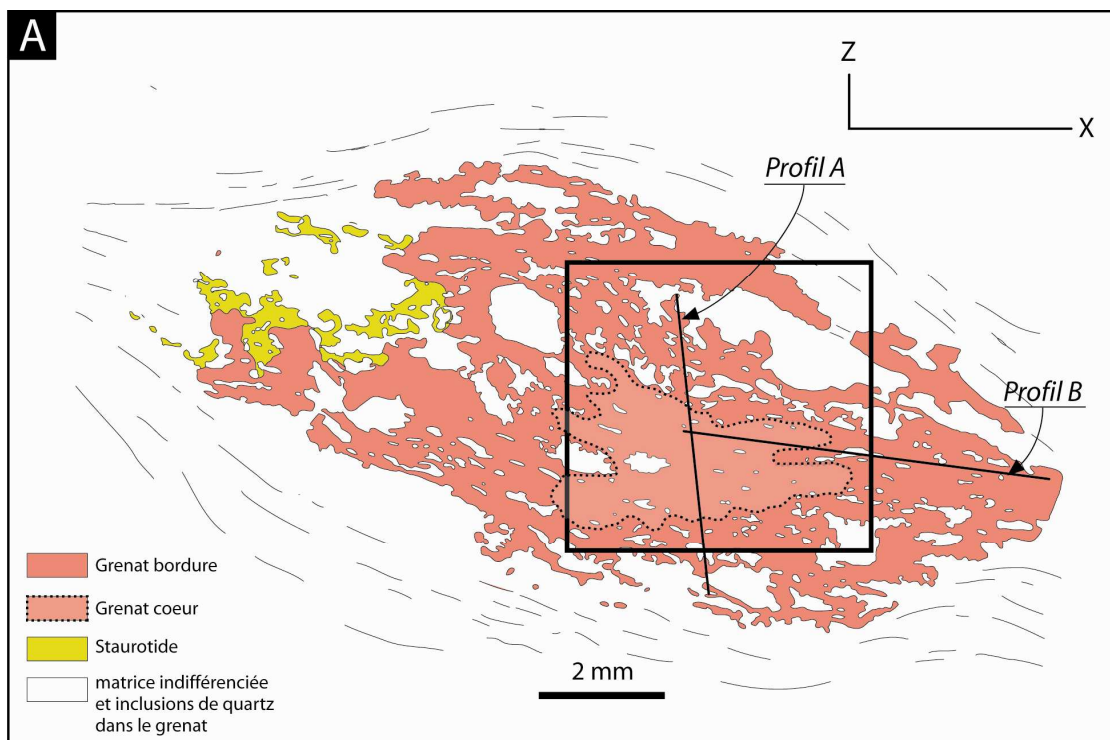 A
Z
X
Profil A
Profil B
Grenat bordure
Grenat coeur
Staurotide
matrice indifférenciée
et inclusions de quartz
dans le grenat
2 mm